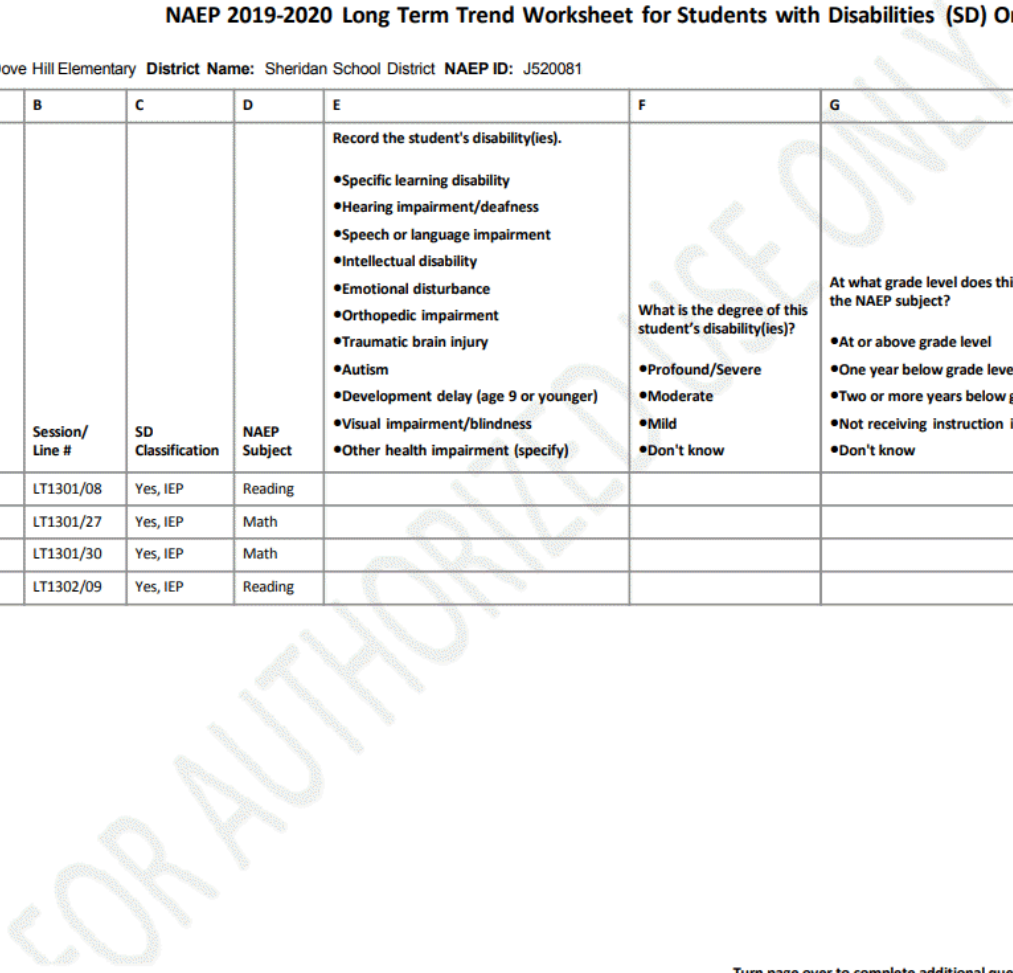 NAEP 2019-2020 Long Term Trend Worksheet for Students with Disabilities (SD)
Hill Elementary District Name: Sheridan School District NAEP ID: J520081
B C D E F G
Record the student's disability(ies).
•Specific learning disability
•Hearing impairment/deafness
•Speech or language impairment
•Intellectual disability
•Emotional disturbance
•Orthopedic impairment
•Traumatic brain injury
•Autism
•Development delay (age 9 or younger)
•Visual impairment/blindness
•Other health impairment (specify)
Session/
Line #
SD
Classification
NAEP
Subject
What is the degree of this
student's disability(ies)?
•Profound/Severe
•Moderate
•Mild
•Don't know
At what grade level does
the NAEP subject?
•At or above grade level
•One year below grade
•Two or more years below
•Not receiving instruction
•Don't know
LT1301/08 Yes, IEP Reading
LT1301/27 Yes, IEP Math
LT1301/30 Yes, IEP Math
LT1302/09 Yes, IEP Reading
FOR AUTHORIZED USE ONLY
Turn page over to complete additional